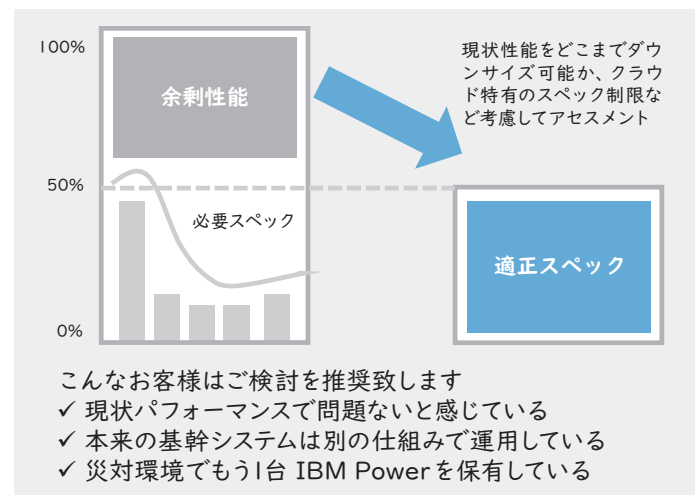 100%
余剰性能
現状性能をどこまでダウ
ンサイズ可能か、クラウ
ド特有のスペック制限な
ど考慮してアセスメント
50%
必要スペック
適正スペック
0%
こんなお客様はご検討を推奨致します
✓ 現状パフォーマンスで問題ないと感じている
✓ 本来の基幹システムは別の仕組みで運用している
✓ 災対環境でもう1台 IBM Powerを保有している